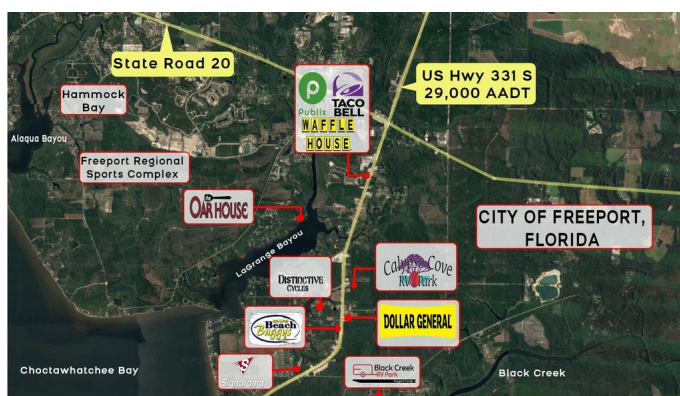 State Road 20
US Hwy 331 S
29,000 AADT
Hammock
Bay
Publix
TACO
BELL
WAFFLE
HOUSE
Alaqua Bayou
Freeport Regional
Sports Complex
OAR HOUSE
CITY OF FREEPORT,
FLORIDA
LaGrange Bayou
Calypso Cove
RV Park
DISTINCTIVE
CYCLES
Beach
Buggys
DOLLAR GENERAL
Signarama
Black Creek
RV Park
Choctawhatchee Bay
Black Creek